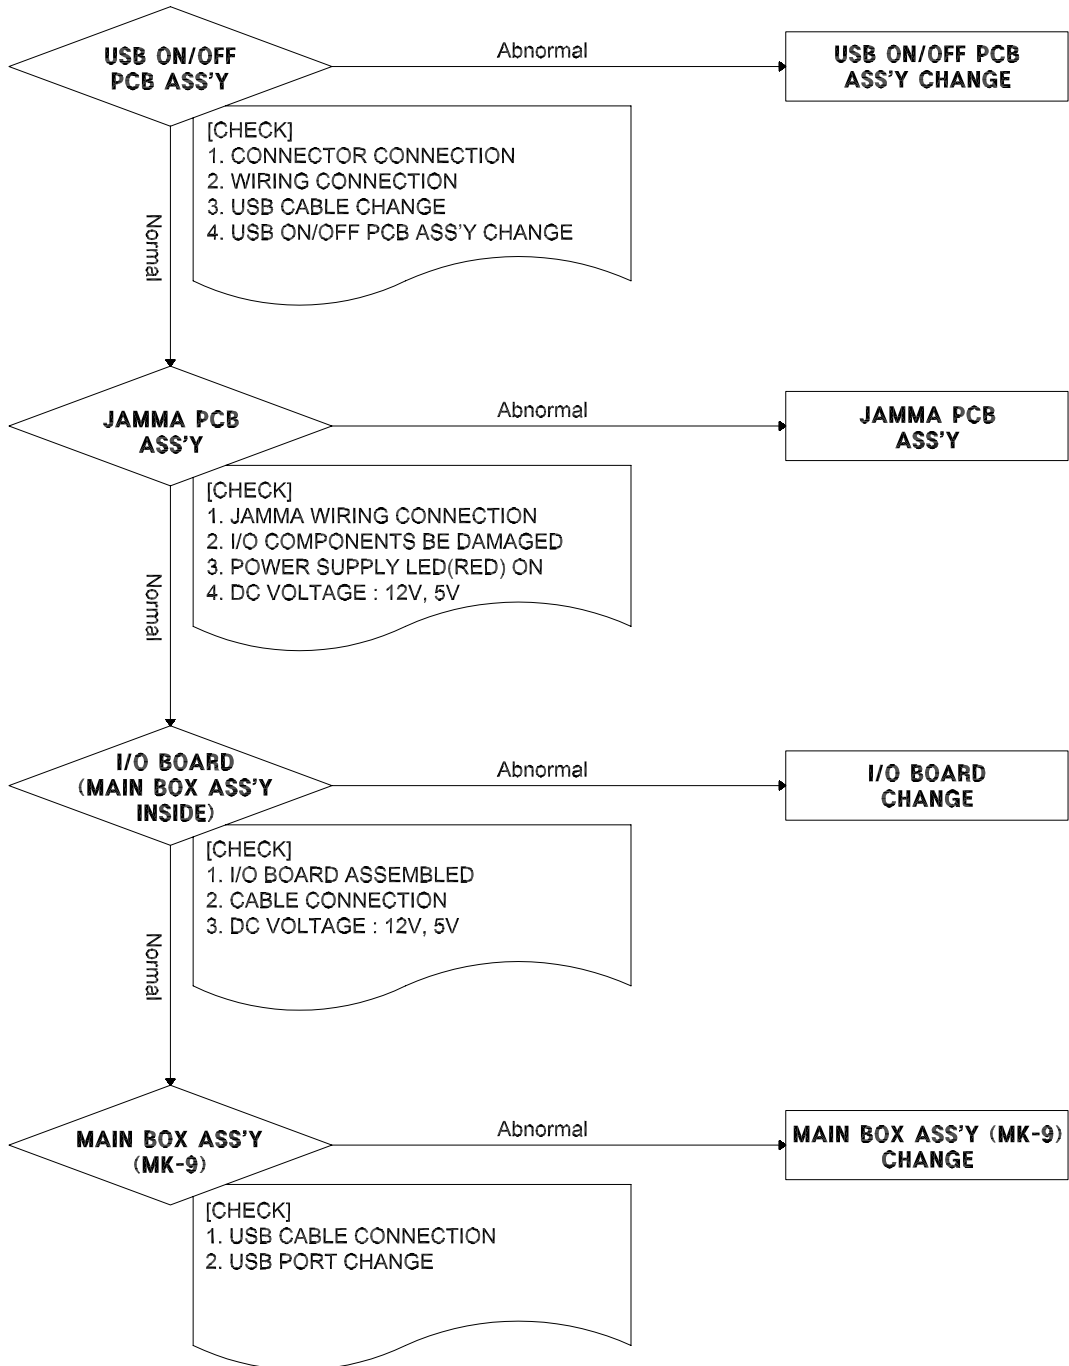 USB ON/OFF
PCB ASS'Y
Abnormal
USB ON/OFF PCB
ASS'Y CHANGE
[CHECK]
1. CONNECTOR CONNECTION
2. WIRING CONNECTION
3. USB CABLE CHANGE
4. USB ON/OFF PCB ASS'Y CHANGE
Normal
JAMMA PCB
ASS'Y
Abnormal
JAMMA PCB
ASS'Y
[CHECK]
1. JAMMA WIRING CONNECTION
2. I/O COMPONENTS BE DAMAGED
3. POWER SUPPLY LED(RED) ON
4. DC VOLTAGE : 12V, 5V
Normal
I/O BOARD
(MAIN BOX ASS'Y
INSIDE)
Abnormal
I/O BOARD
CHANGE
[CHECK]
1. I/O BOARD ASSEMBLED
2. CABLE CONNECTION
3. DC VOLTAGE : 12V, 5V
Normal
MAIN BOX ASS'Y
(MK-9)
Abnormal
MAIN BOX ASS'Y (MK-9)
CHANGE
[CHECK]
1. USB CABLE CONNECTION
2. USB PORT CHANGE